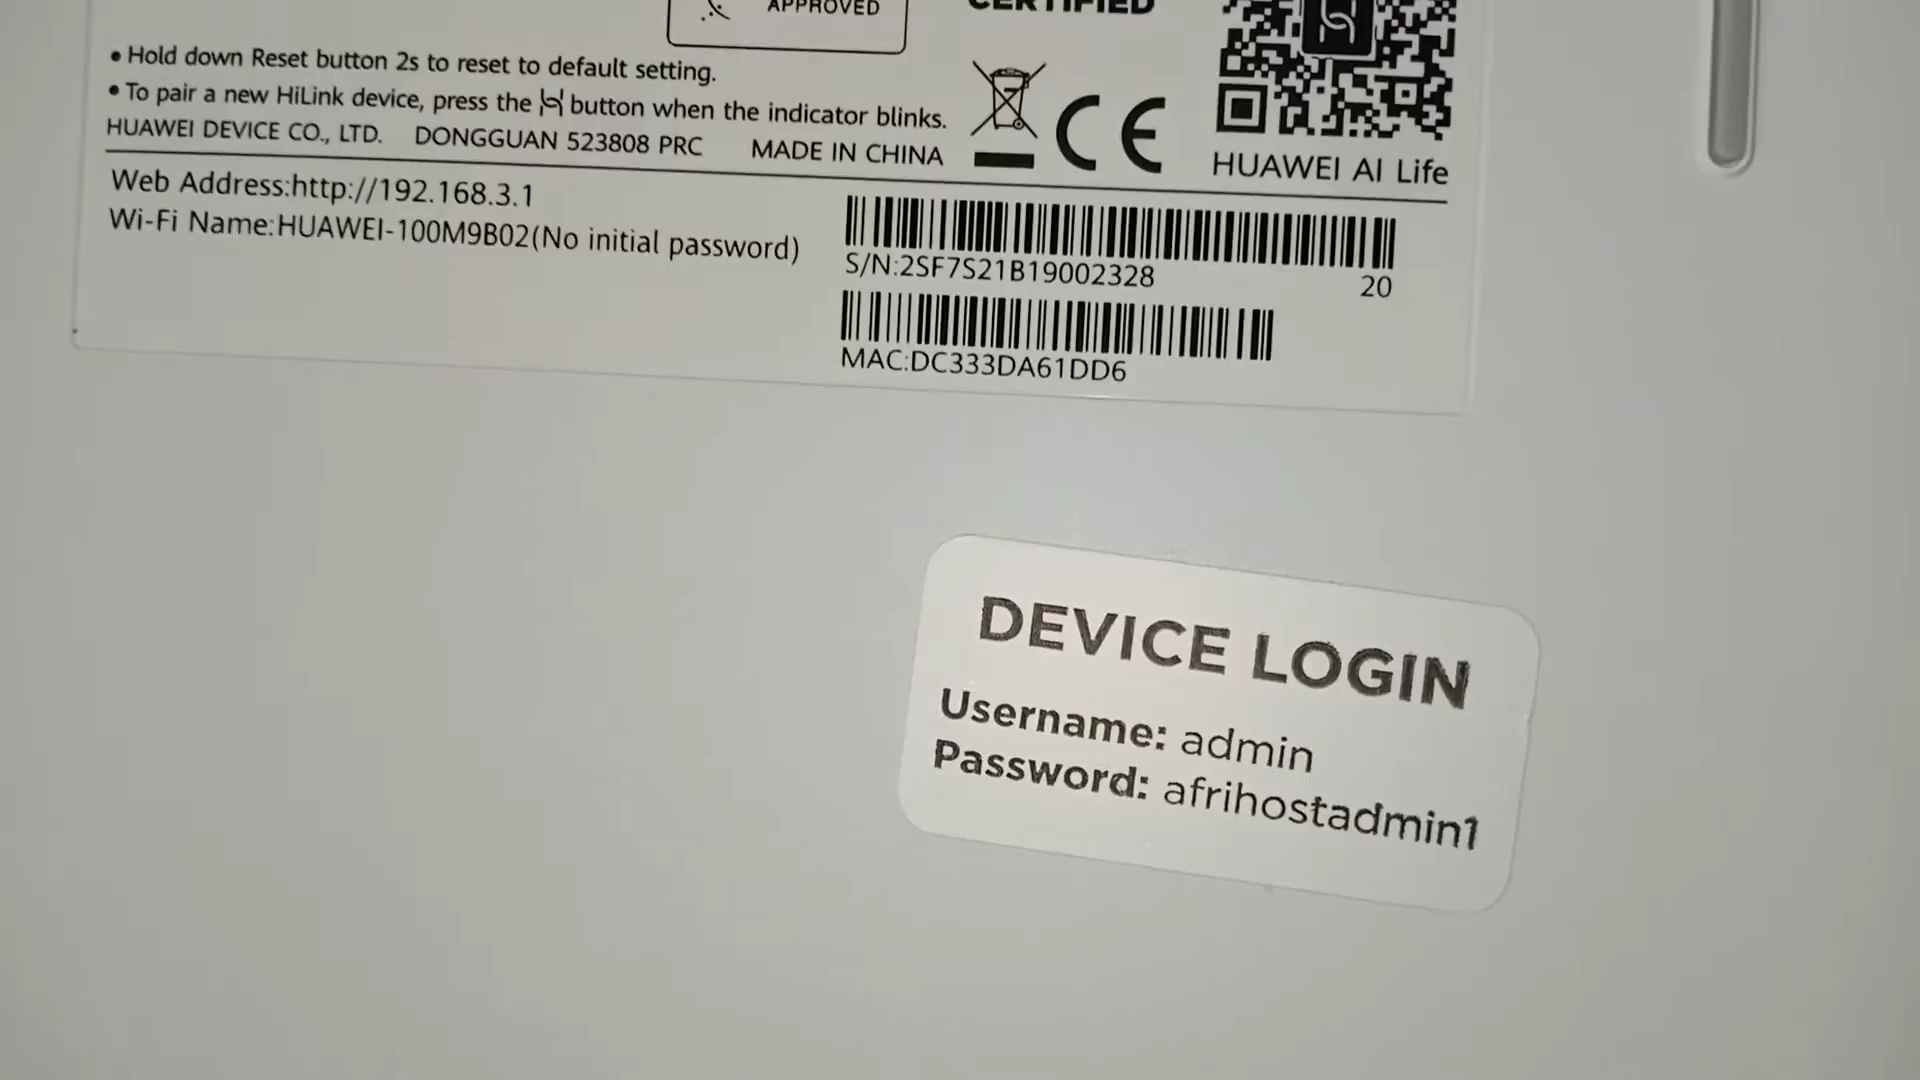 APPROVED
CERTIFIED
• Hold down Reset button 2s to reset to default setting.
• To pair a new HiLink device, press the button when the indicator blinks.
HUAWEI DEVICE CO., LTD. DONGGUAN 523808 PRC MADE IN CHINA
CE
HUAWEI AI Life
Web Address:http://192.168.3.1
Wi-Fi Name:HUAWEI-100M9B02(No initial password)
S/N:2SF7S21B19002328
20
MAC:DC333DA61DD6
DEVICE LOGIN
Username: admin
Password: afrihostadmin1